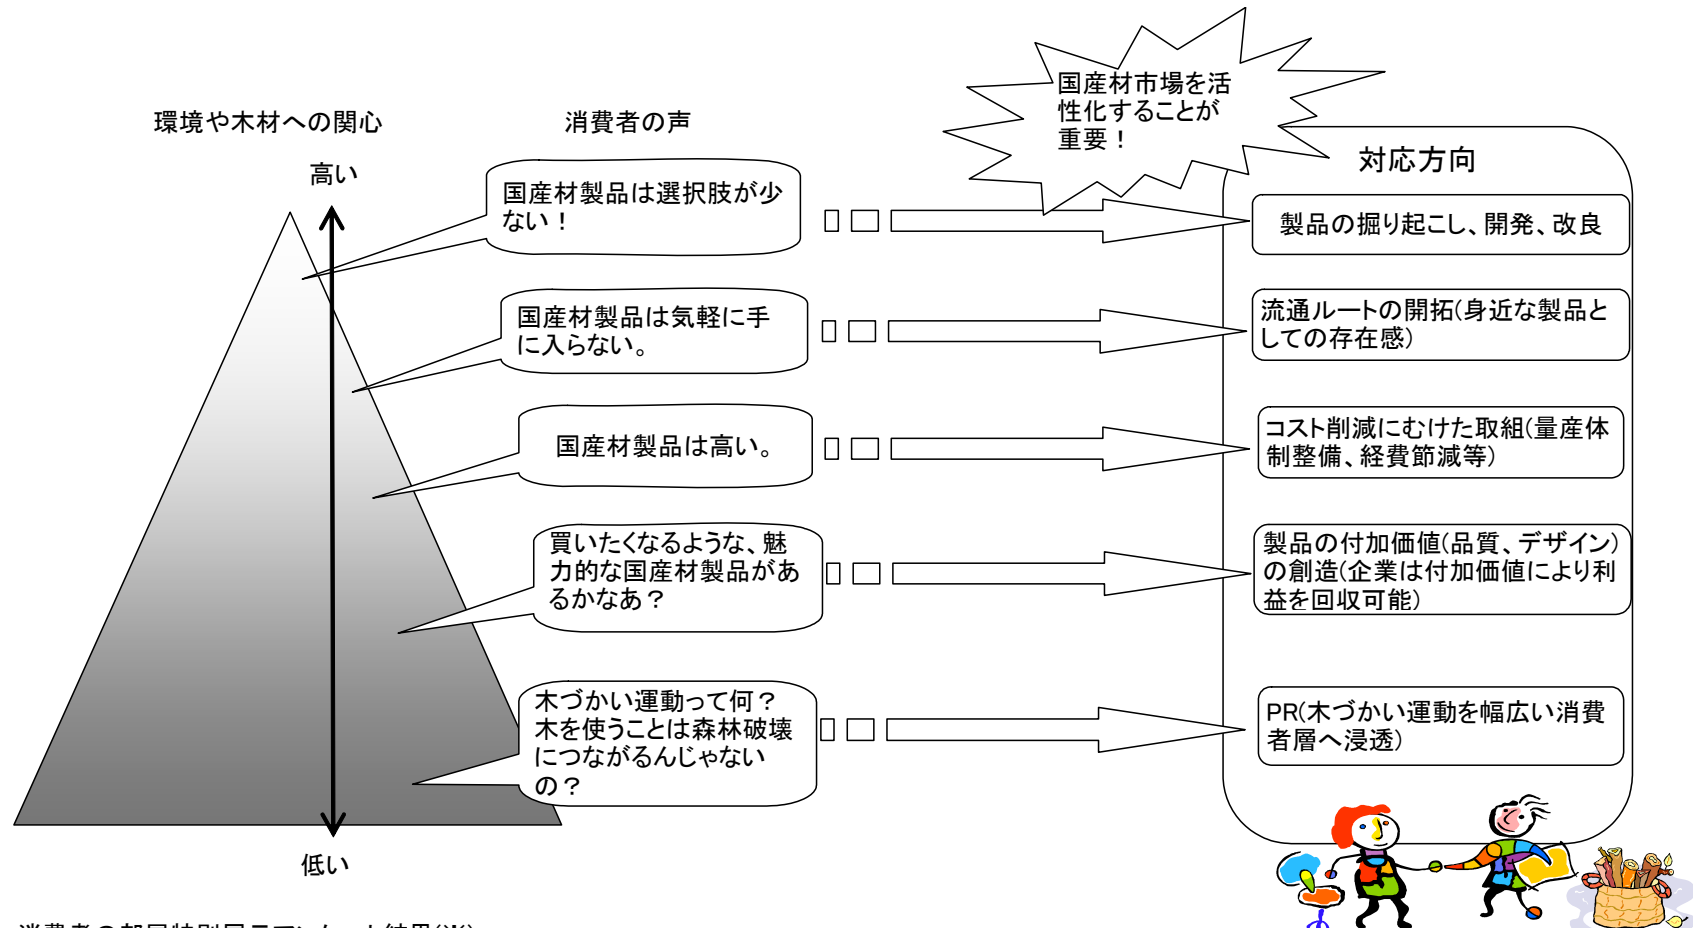 国産材市場を活
性化することが
重要！
環境や木材への関心
消費者の声
対応方向
高い
国産材製品は選択肢が少
ない！
製品の掘り起こし、開発、改良
国産材製品は気軽に手
に入らない。
流通ルートの開拓(身近な製品と
しての存在感)
国産材製品は高い。
コスト削減にむけた取組(量産体
制整備、経費節減等)
買いたくなるような、魅
力的な国産材製品があ
るかなあ？
製品の付加価値(品質、デザイン)
の創造(企業は付加価値により利
益を回収可能)
木づかい運動って何？
木を使うことは森林破壊
につながるんじゃない
の？
PR(木づかい運動を幅広い消費
者層へ浸透)
低い